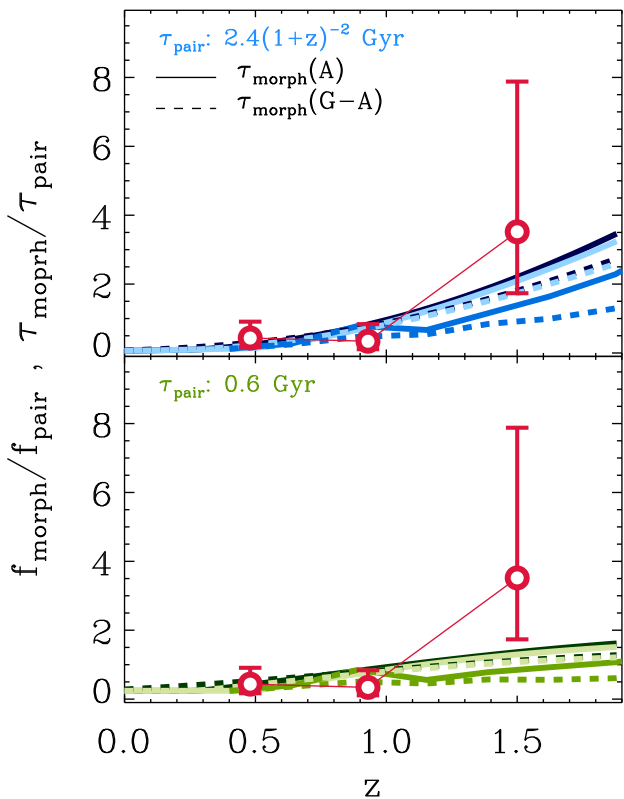 τpair: 2.4(1+z)−2 Gyr
τmorph(A)
τmorph(G−A)
8
6
4
2
0
τpair: 0.6 Gyr
8
6
4
2
0
fmorph/fpair , τmoprh/τpair
0.0 0.5 1.0 1.5
z